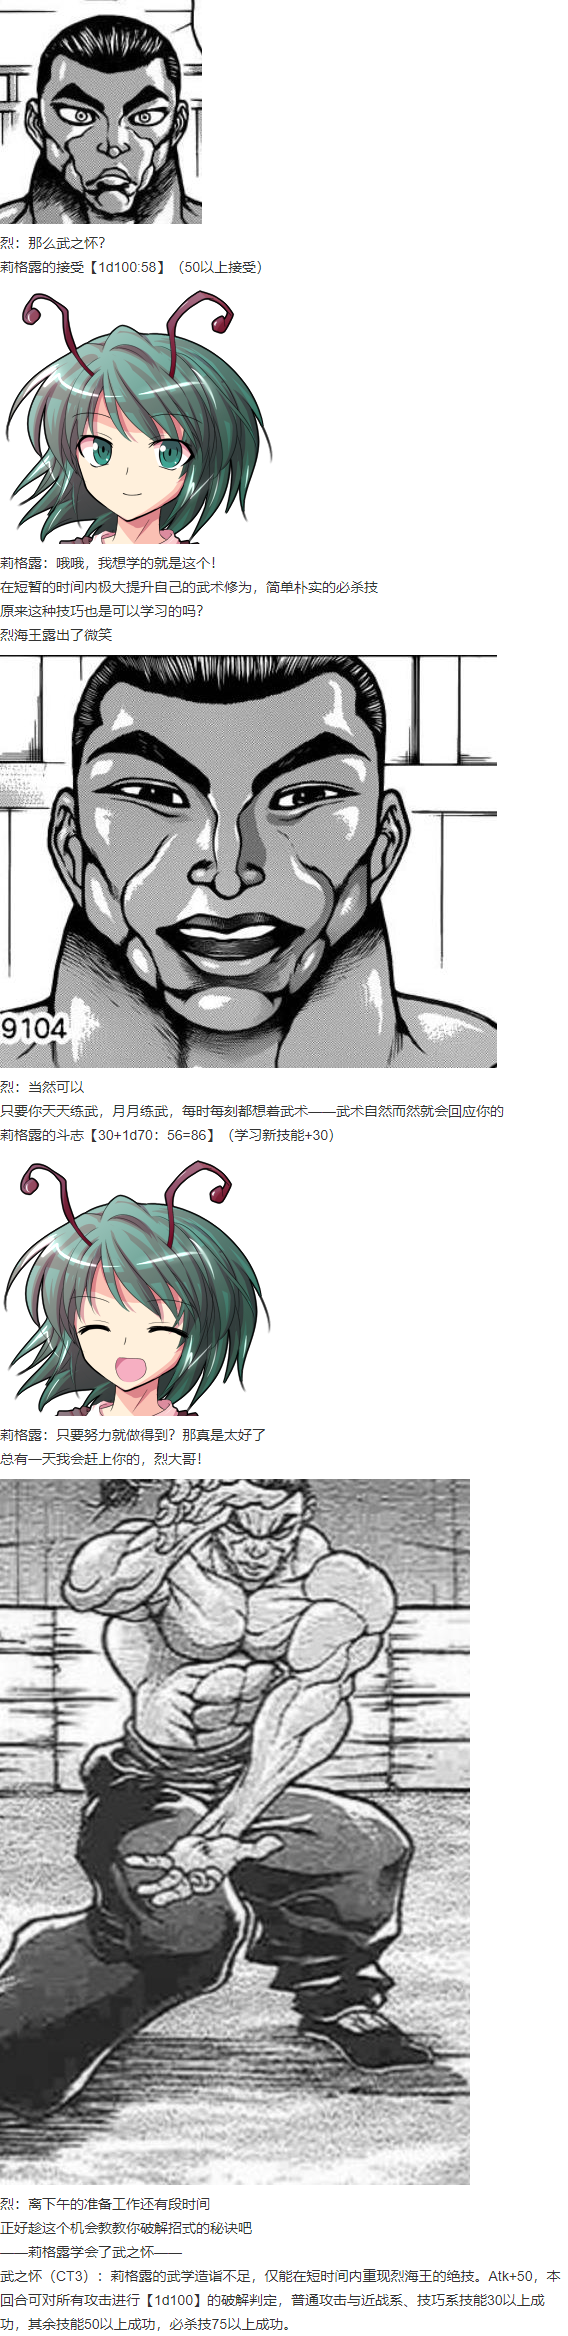 烈：那么武之怀？
莉格露的接受【1d100:58】（50以上接受）
莉格露：哦哦，我想学的就是这个！
在短暂的时间内极大提升自己的武术修为，简单朴实的必杀技
原来这种技巧也是可以学习的吗？
烈海王露出了微笑
9104
烈：当然可以
只要你天天练武，月月练武，每时每刻都想着武术——武术自然而然就会回应你的
莉格露的斗志【30+1d70：56=86】（学习新技能+30）
莉格露：只要努力就做得到？那真是太好了
总有一天我会赶上你的，烈大哥！
烈：离下午的准备工作还有段时间
正好趁这个机会教教你破解招式的秘诀吧
——莉格露学会了武之怀——
武之怀（CT3）：莉格露的武学造诣不足，仅能在短时间内重现烈海王的绝技。Atk+50，本
回合可对所有攻击进行【1d100】的破解判定，普通攻击与近战系、技巧系技能30以上成
功，其余技能50以上成功，必杀技75以上成功。